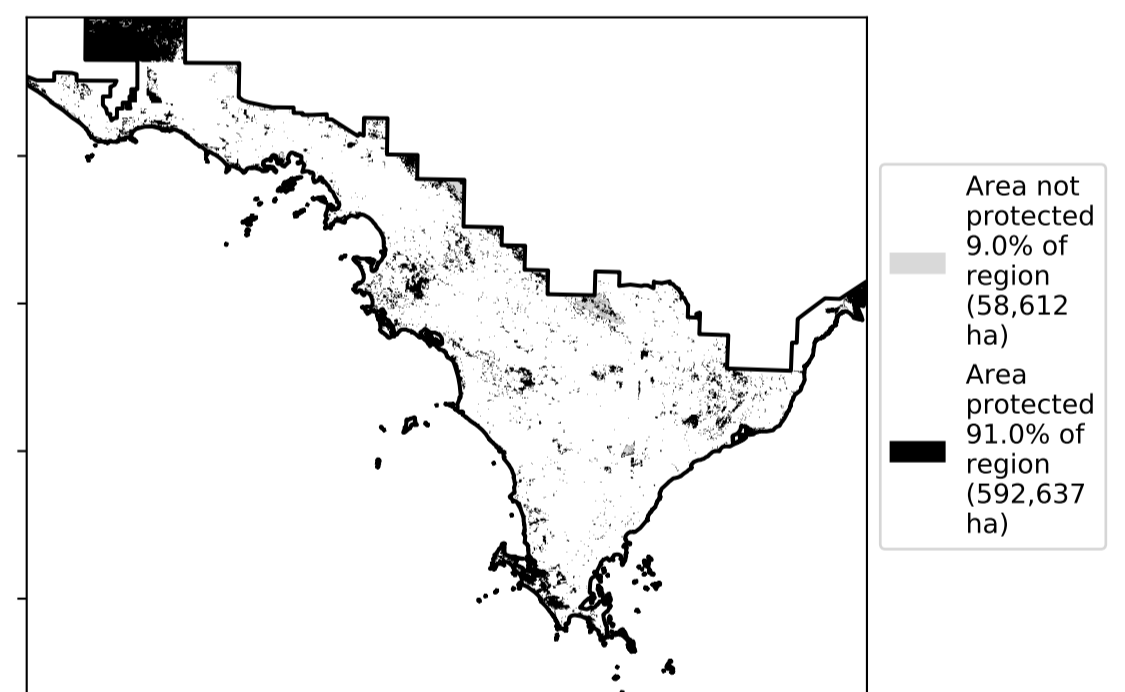 Area not
protected
9.0% of
region
(58,612
ha)
Area
protected
91.0% of
region
(592,637
ha)